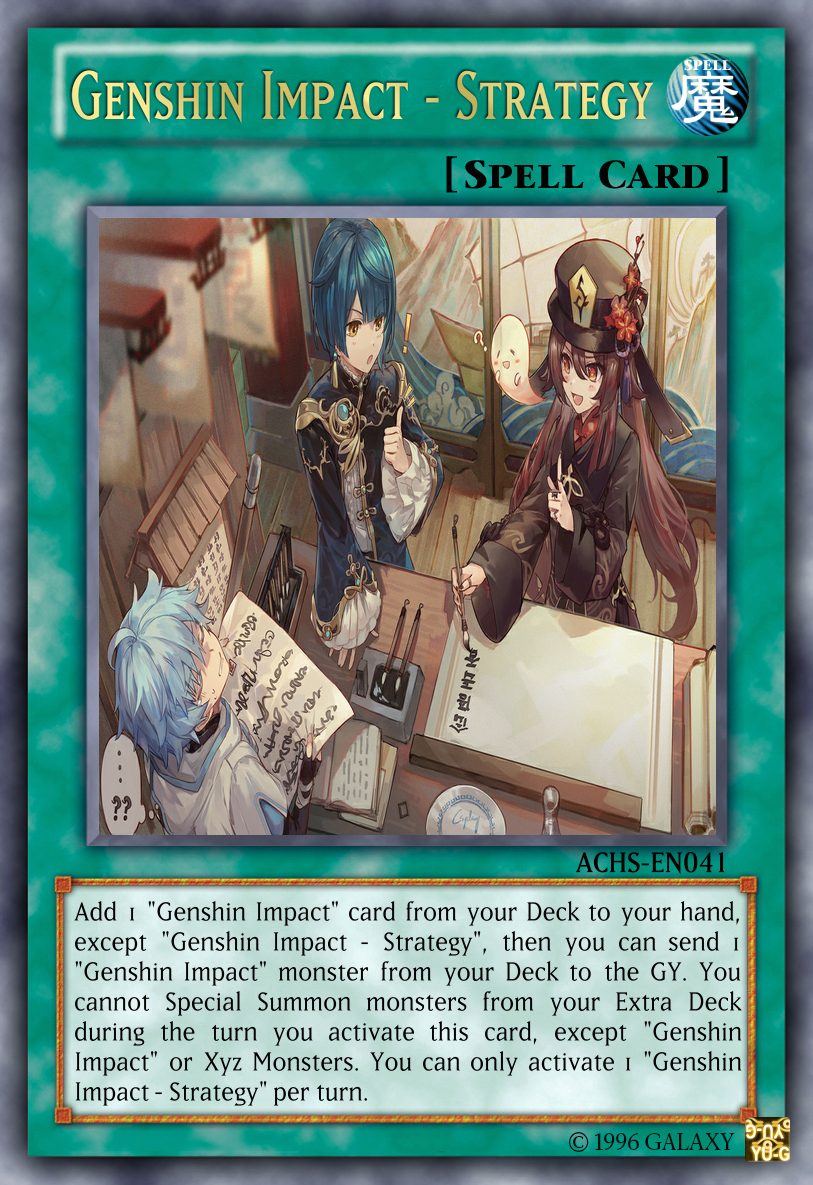 GENSHIN IMPACT - STRATEGY
SPELL
魔
[SPELL CARD]
?
!
...
??
ACHS-EN041
Add 1 "Genshin Impact" card from your Deck to your hand,
except "Genshin Impact - Strategy", then you can send 1
"Genshin Impact" monster from your Deck to the GY. You
cannot Special Summon monsters from your Extra Deck
during the turn you activate this card, except "Genshin
Impact" or Xyz Monsters. You can only activate 1 "Genshin
Impact - Strategy" per turn.
© 1996 GALAXY
YU-G